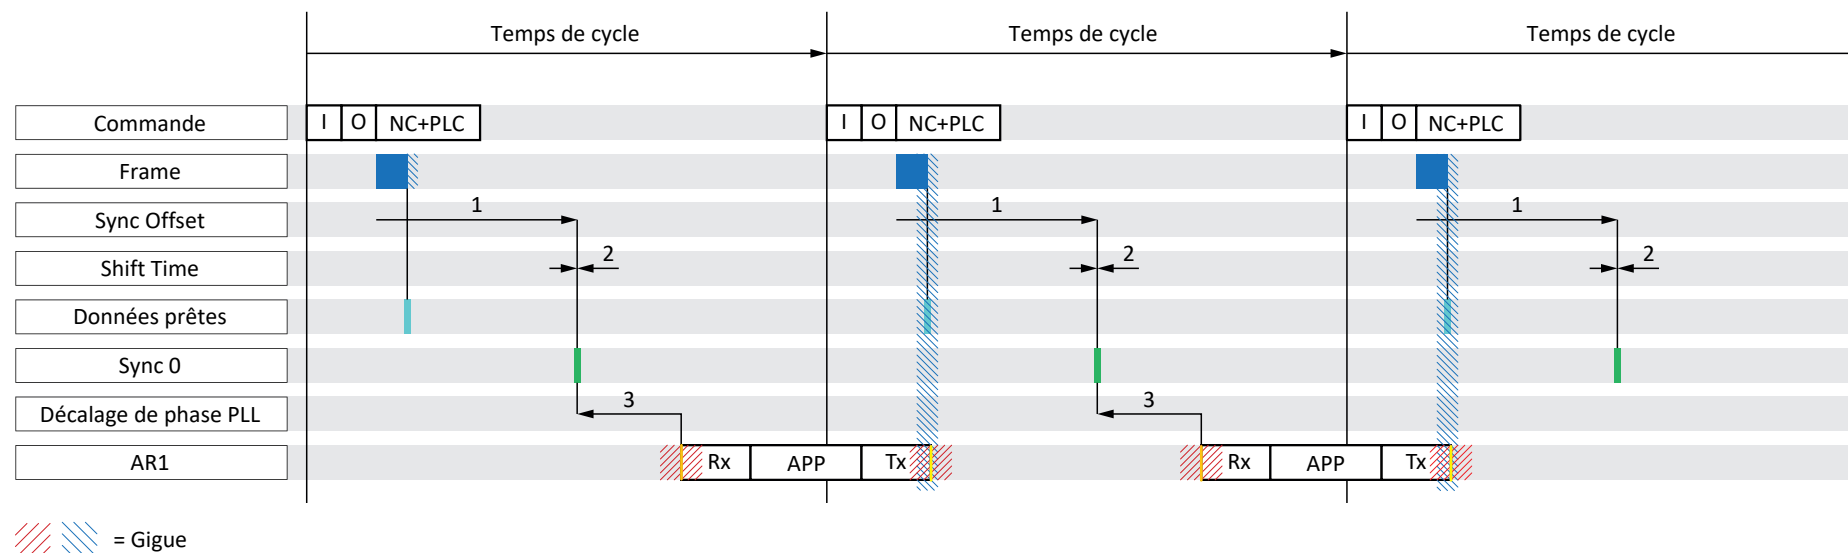 Temps de cycle Temps de cycle Temps de cycle
Commande I O NC+PLC I O NC+PLC I O NC+PLC
Frame
Sync Offset 1 1 1
Shift Time 2 2 2
Données prêtes
Sync 0
Décalage de phase PLL 3 3
AR1 Rx APP Tx Rx APP Tx
= Gigue